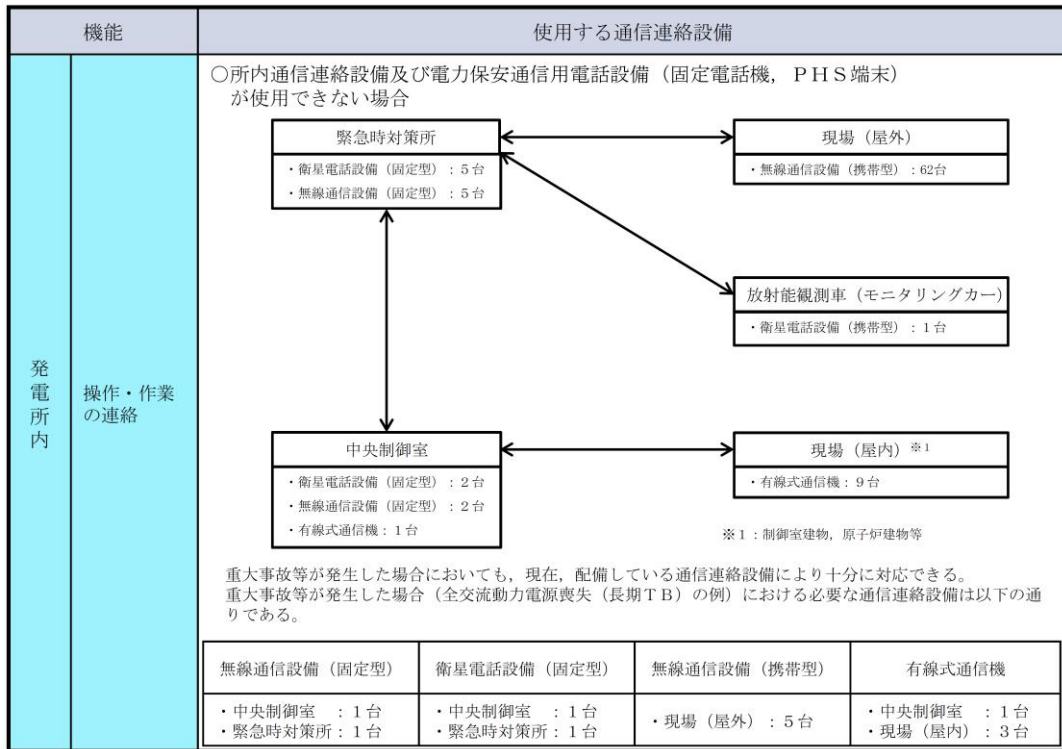 機能
使用する通信連絡設備
発電所内
操作・作業
の連絡
○所内通信連絡設備及び電力保安通信用電話設備（固定電話機，ＰＨＳ端末）
が使用できない場合
緊急時対策所
・衛星電話設備（固定型）：５台
・無線通信設備（固定型）：５台
現場（屋外）
・無線通信設備（携帯型）：62台
放射能観測車（モニタリングカー）
・衛星電話設備（携帯型）：１台
中央制御室
・衛星電話設備（固定型）：２台
・無線通信設備（固定型）：２台
・有線式通信機：１台
現場（屋内）※１
・有線式通信機：９台
※１：制御室建物，原子炉建物等
重大事故等が発生した場合においても，現在，配備している通信連絡設備により十分に対応できる。
重大事故等が発生した場合（全交流動力電源喪失（長期ＴＢ）の例）における必要な通信連絡設備は以下の通
りである。
無線通信設備（固定型）
衛星電話設備（固定型）
無線通信設備（携帯型）
有線式通信機
・中央制御室　：１台
・緊急時対策所：１台
・中央制御室　：１台
・緊急時対策所：１台
・現場（屋外）：５台
・中央制御室　：１台
・現場（屋内）：３台